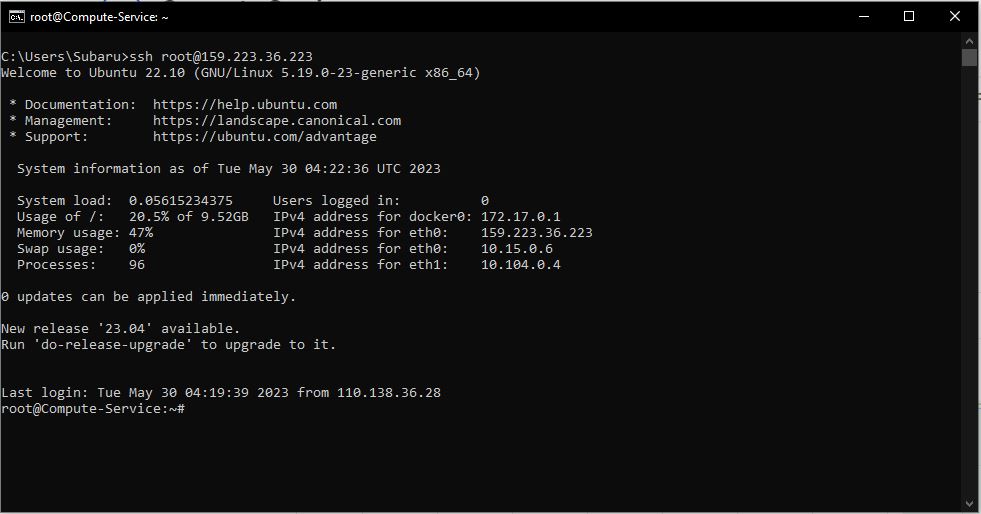 root@Compute-Service: ~
C:\Users\Subaru>ssh root@159.223.36.223
Welcome to Ubuntu 22.10 (GNU/Linux 5.19.0-23-generic x86_64)
* Documentation:  https://help.ubuntu.com
* Management:     https://landscape.canonical.com
* Support:        https://ubuntu.com/advantage
System information as of Tue May 30 04:22:36 UTC 2023
System load:  0.05615234375     Users logged in:          0
Usage of /:   20.5% of 9.52GB   IPv4 address for docker0: 172.17.0.1
Memory usage: 47%               IPv4 address for eth0:    159.223.36.223
Swap usage:   0%                IPv4 address for eth0:    10.15.0.6
Processes:    96                IPv4 address for eth1:    10.104.0.4
0 updates can be applied immediately.
New release '23.04' available.
Run 'do-release-upgrade' to upgrade to it.
Last login: Tue May 30 04:19:39 2023 from 110.138.36.28
root@Compute-Service:~#